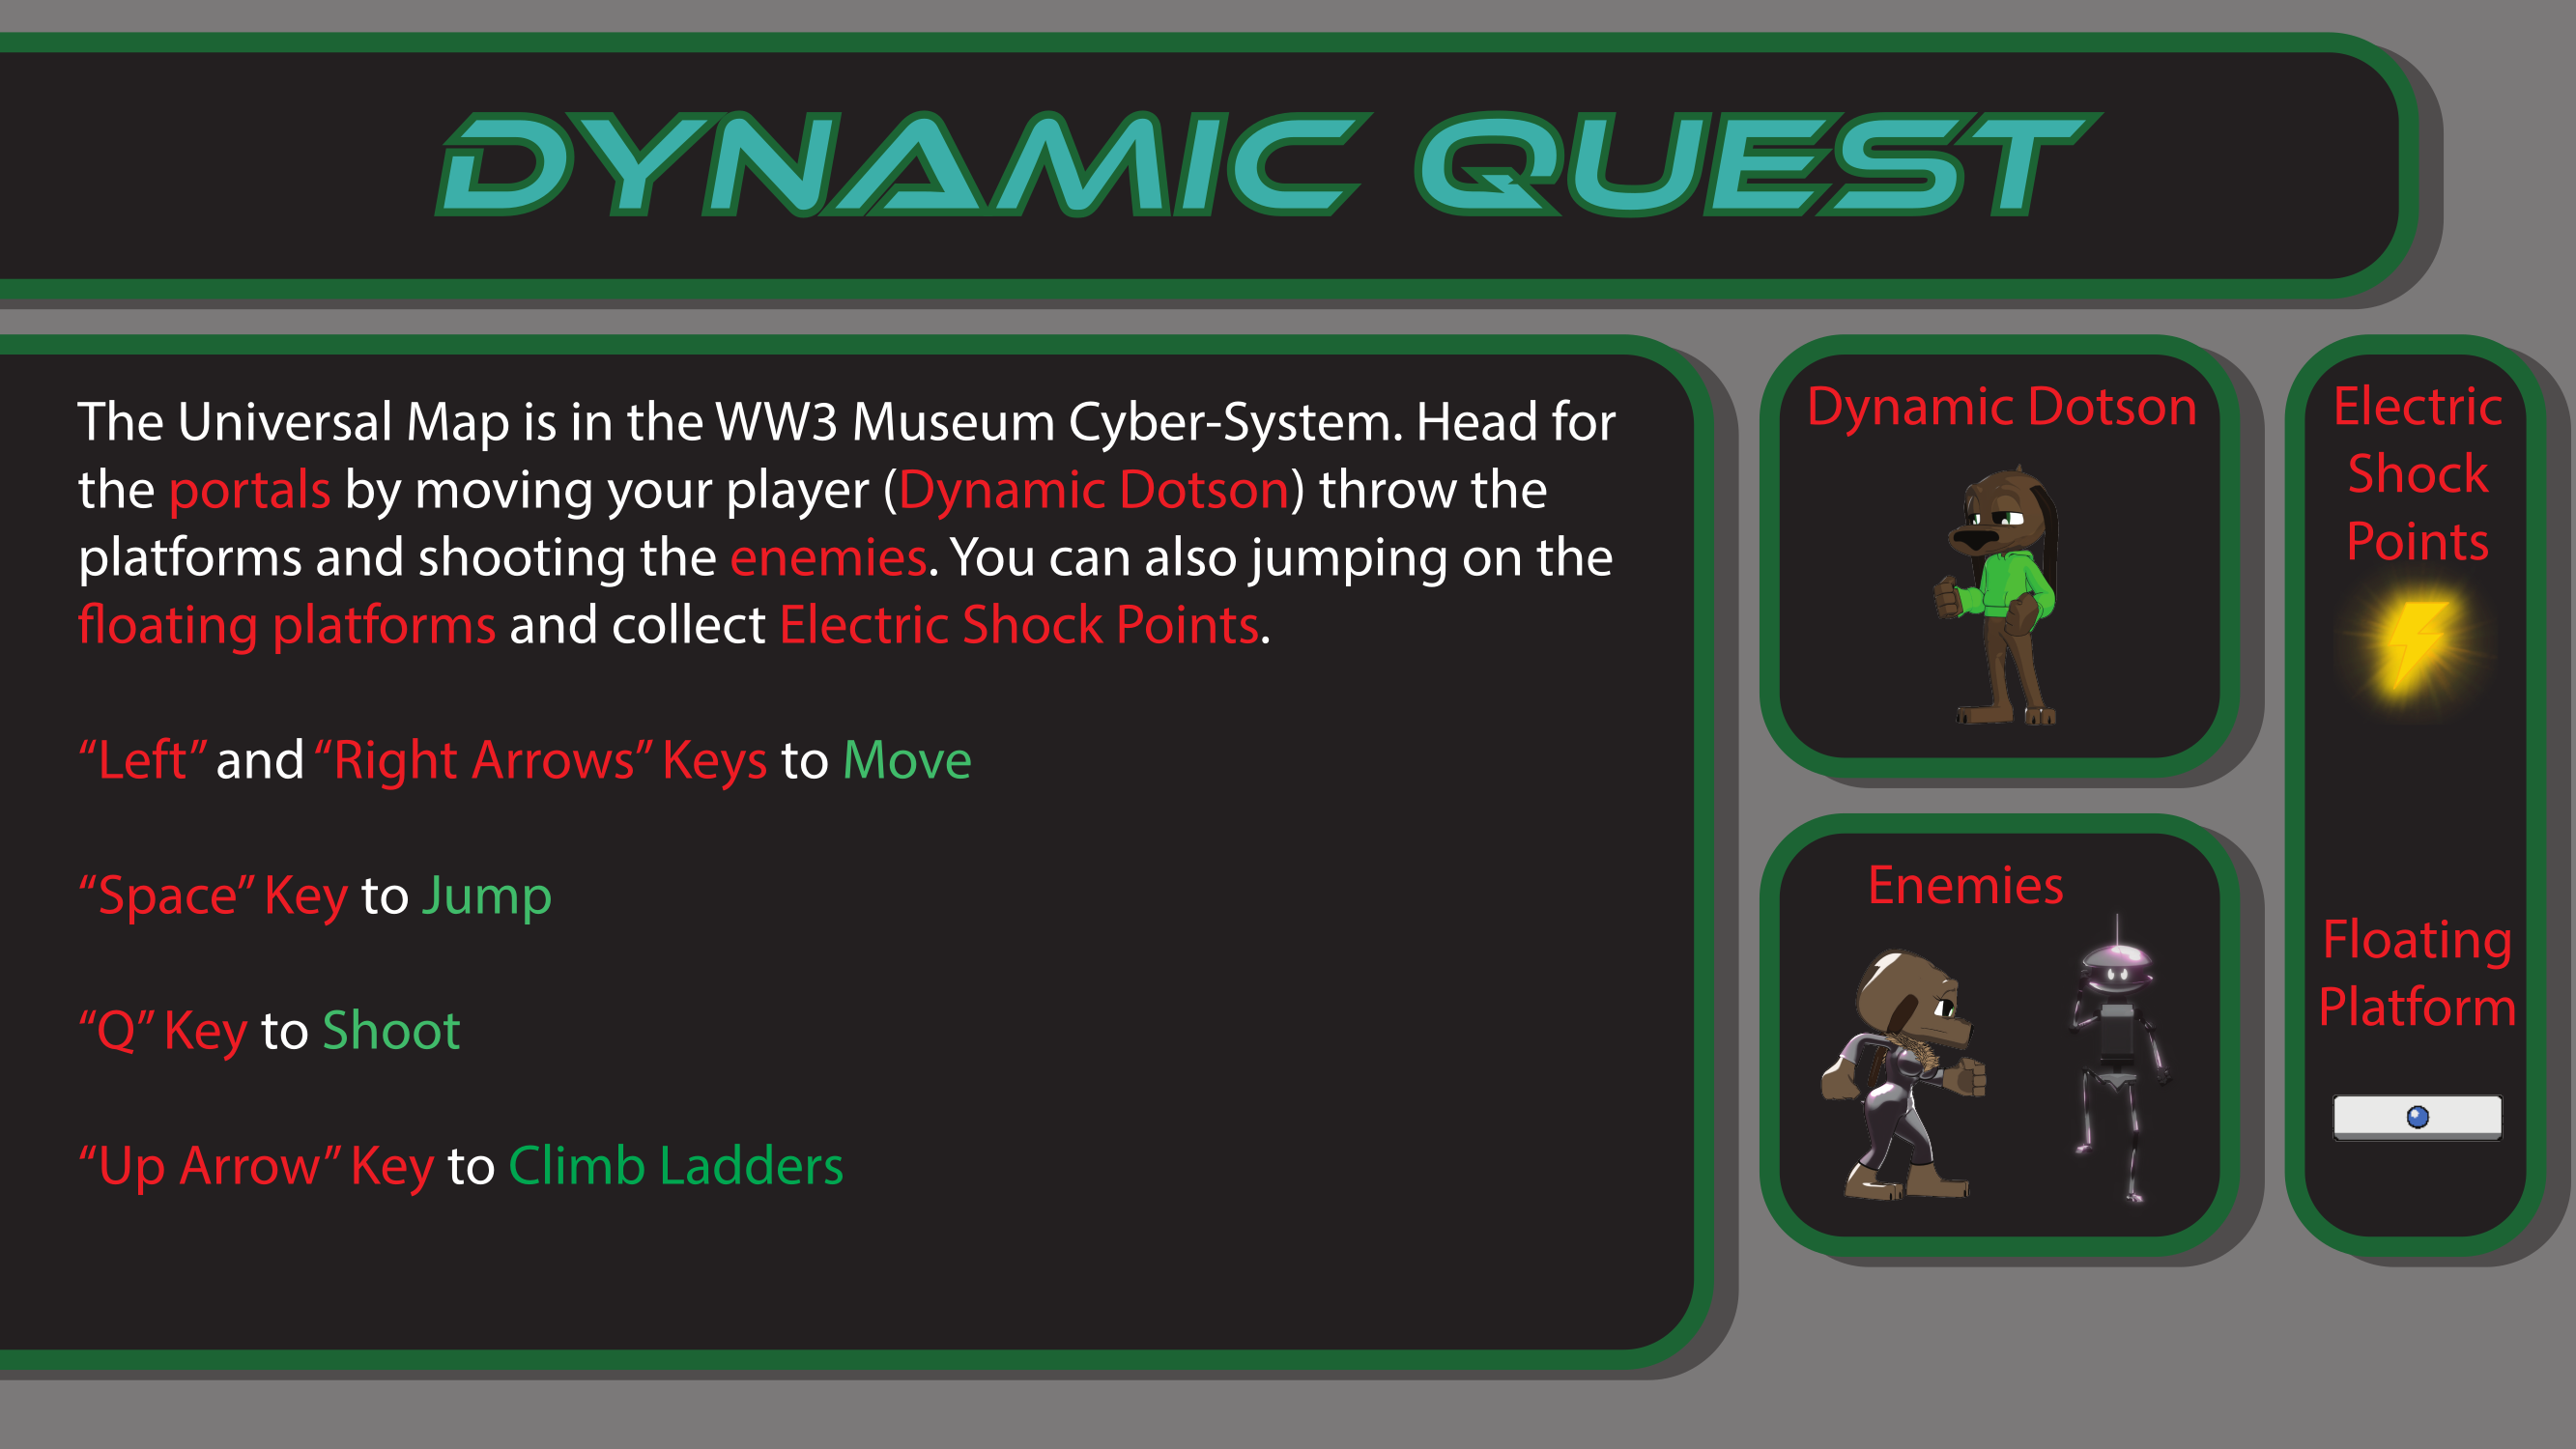 DYNAMIC QUEST
The Universal Map is in the WW3 Museum Cyber-System. Head for
the portals by moving your player (Dynamic Dotson) throw the
platforms and shooting the enemies. You can also jumping on the
floating platforms and collect Electric Shock Points.
“Left” and “Right Arrows” Keys to Move
“Space” Key to Jump
“Q” Key to Shoot
“Up Arrow” Key to Climb Ladders
Dynamic Dotson
Enemies
Electric
Shock
Points
Floating
Platform